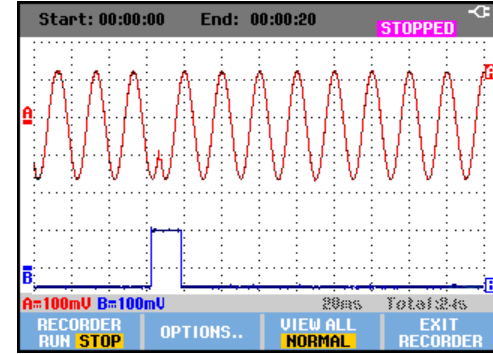 Start: 00:00:00 End: 00:00:20
STOPPED
A
B
A=100mV B=100mV 20ms Total:24s
RECORDER OPTIONS.. VIEW ALL EXIT
RUN STOP NORMAL RECORDER